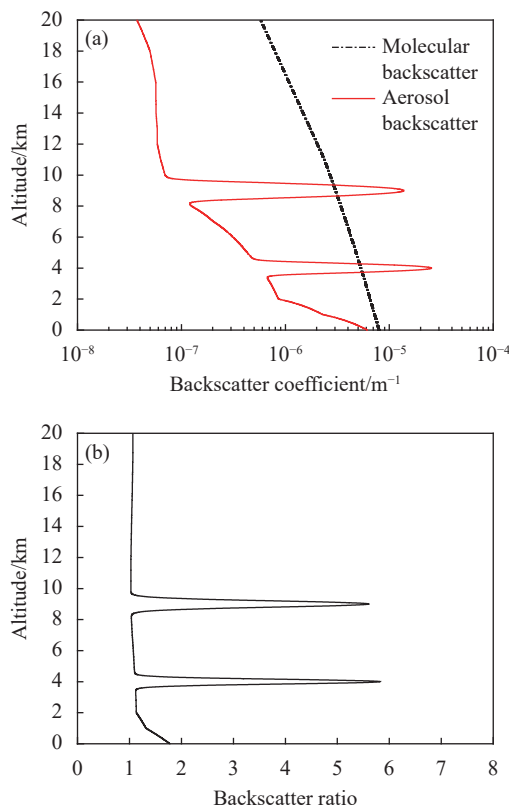 20
(a)
18
16
14
12
10
8
6
4
2
0
Altitude/km
Molecular
backscatter
Aerosol
backscatter
10⁻⁸
10⁻⁷
10⁻⁶
10⁻⁵
10⁻⁴
Backscatter coefficient/m⁻¹
20
(b)
18
16
14
12
10
8
6
4
2
0
Altitude/km
0 1 2 3 4 5 6 7 8
Backscatter ratio